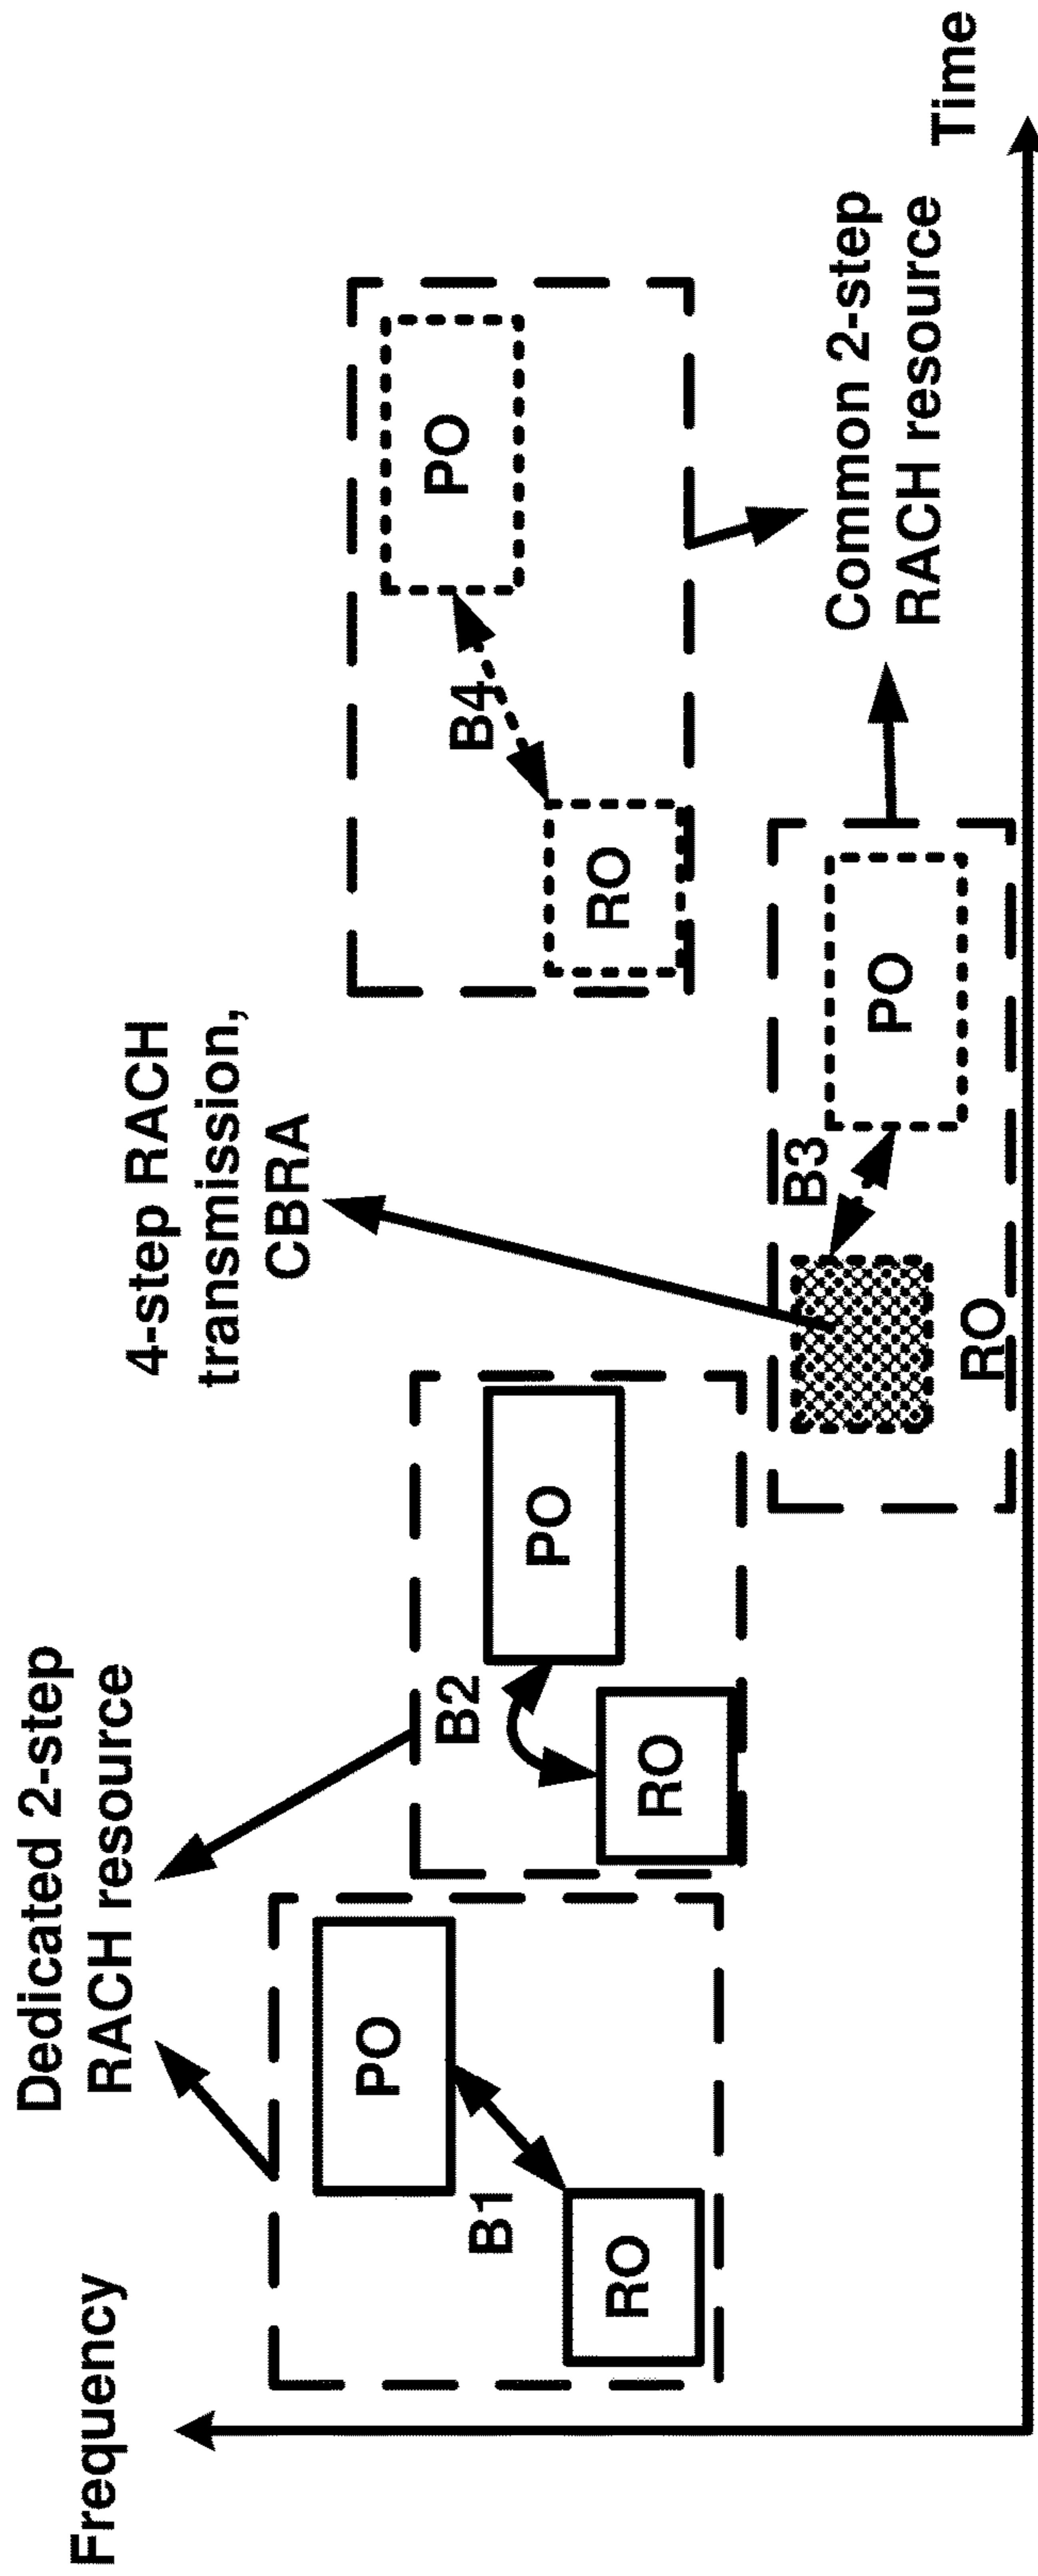 Frequency
Dedicated 2-step
RACH resource
4-step RACH
transmission,
CBRA
PO
B1
RO
B2
PO
RO
B4
PO
RO
B3
PO
RO
Common 2-step
RACH resource
Time